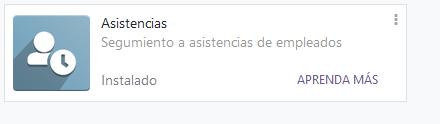 Asistencias
Segumiento a asistencias de empleados
Instalado
APRENDA MÁS